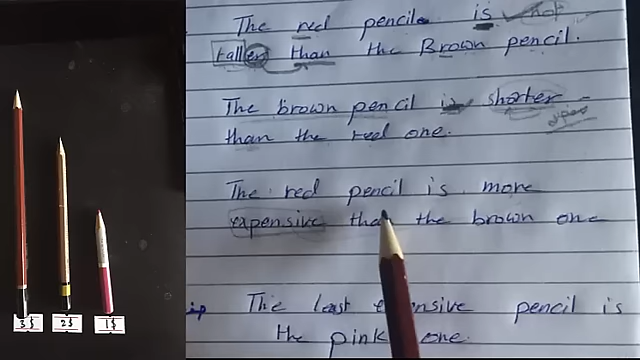 The red pencil is not
taller than the Brown pencil.
The brown pencil is shorter
than the red one.
The red pencil is more
expensive than the brown one
The least expensive pencil is
the pink one.
3$ 2$ 1$